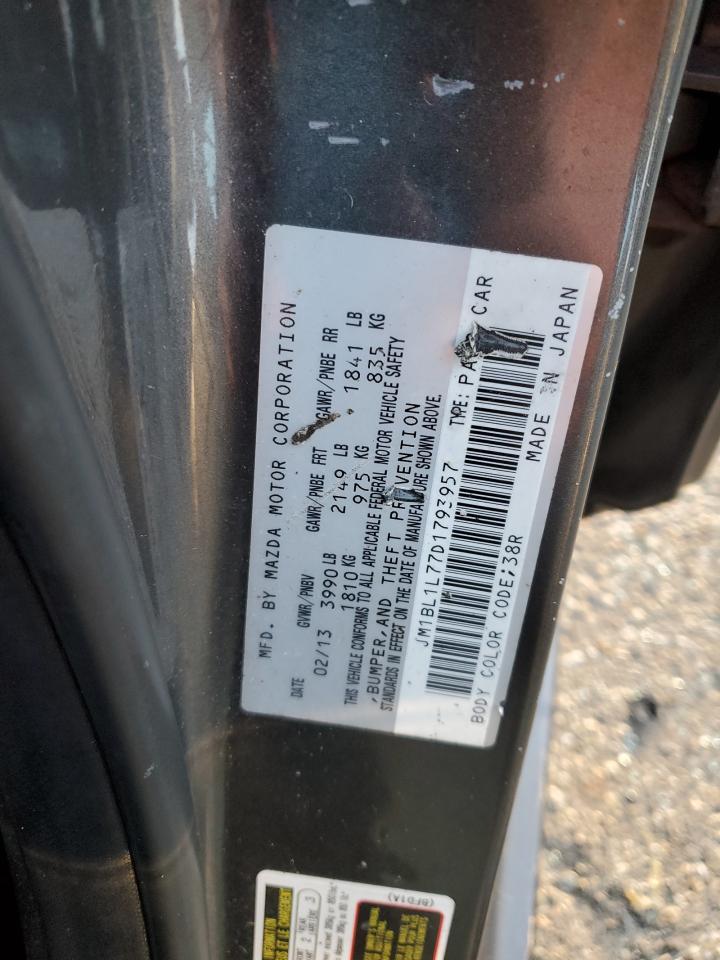 MFD. BY MAZDA MOTOR CORPORATION
DATE GVWR/PNBV GAWR/PNBE FRT GAWR/PNBE RR
02/13 3990LB 2149 LB 1841 LB
1810KG 975 KG 835 KG
THIS VEHICLE CONFORMS TO ALL APPLICABLE FEDERAL MOTOR VEHICLE SAFETY
,BUMPER,AND THEFT PREVENTION
STANDARDS IN EFFECT ON THE DATE OF MANUFACTURE SHOWN ABOVE.
JM1BL1L77D1793957 TYPE: CAR
BODY COLOR CODE:38R MADE IN JAPAN
(BFD1A)